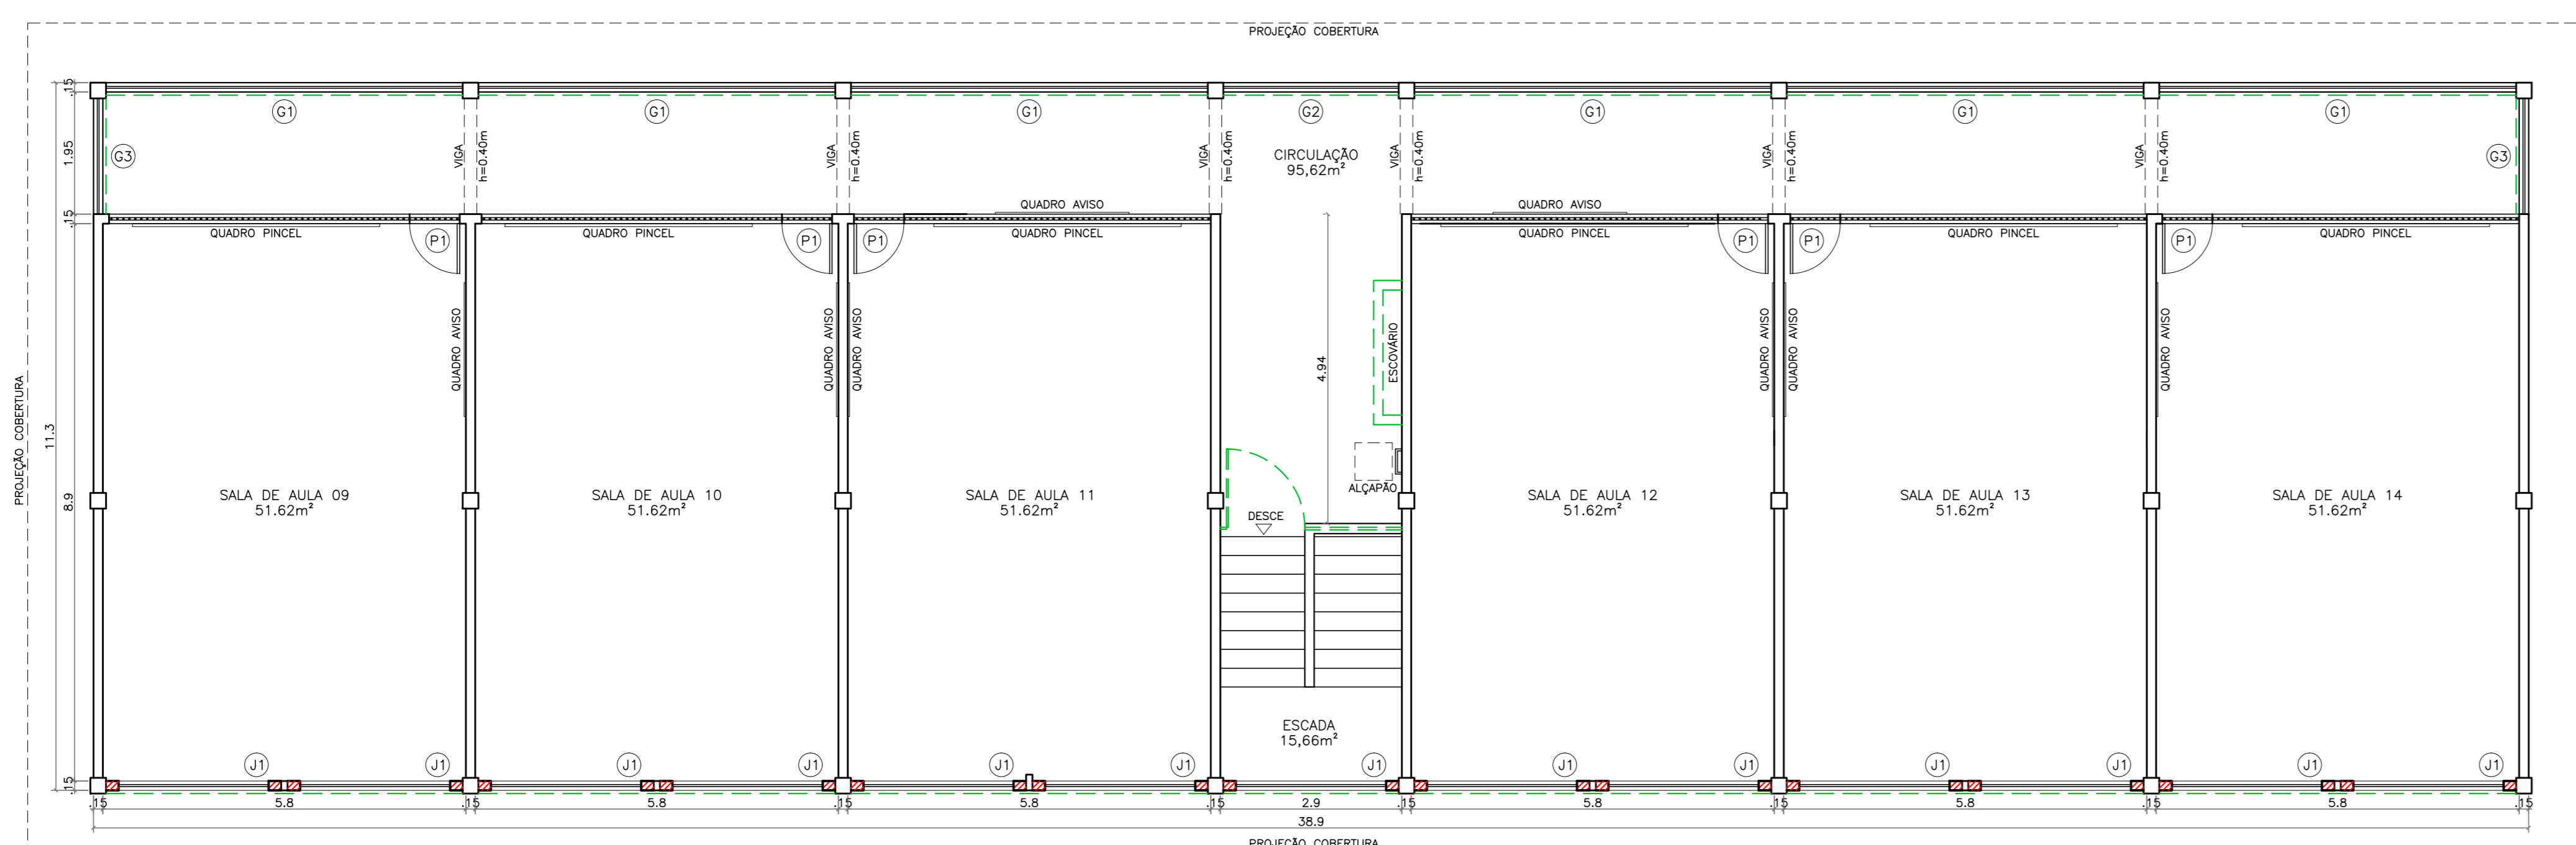 PROJEÇÃO COBERTURA
.15
G1
G1
G1
G2
G1
G1
G1
1.95
G3
VIGA
h=0.40m
VIGA
h=0.40m
VIGA
h=0.40m
CIRCULAÇÃO
95,62m²
VIGA
h=0.40m
VIGA
h=0.40m
VIGA
h=0.40m
G3
.15
QUADRO AVISO
QUADRO AVISO
QUADRO PINCEL
P1
QUADRO PINCEL
P1
P1
QUADRO PINCEL
QUADRO PINCEL
P1
P1
QUADRO PINCEL
P1
QUADRO PINCEL
QUADRO AVISO
QUADRO AVISO
QUADRO AVISO
4.94
ESCOVÁRIO
QUADRO AVISO
QUADRO AVISO
QUADRO AVISO
PROJEÇÃO COBERTURA
11.3
8.9
SALA DE AULA 09
51.62m²
SALA DE AULA 10
51.62m²
SALA DE AULA 11
51.62m²
ALÇAPÃO
DESCE
SALA DE AULA 12
51.62m²
SALA DE AULA 13
51.62m²
SALA DE AULA 14
51.62m²
ESCADA
15,66m²
J1
J1
J1
J1
J1
J1
J1
J1
J1
J1
J1
J1
J1
.15
.15
5.8
.15
5.8
.15
5.8
.15
2.9
.15
5.8
.15
5.8
.15
5.8
.15
38.9
PROJEÇÃO COBERTURA